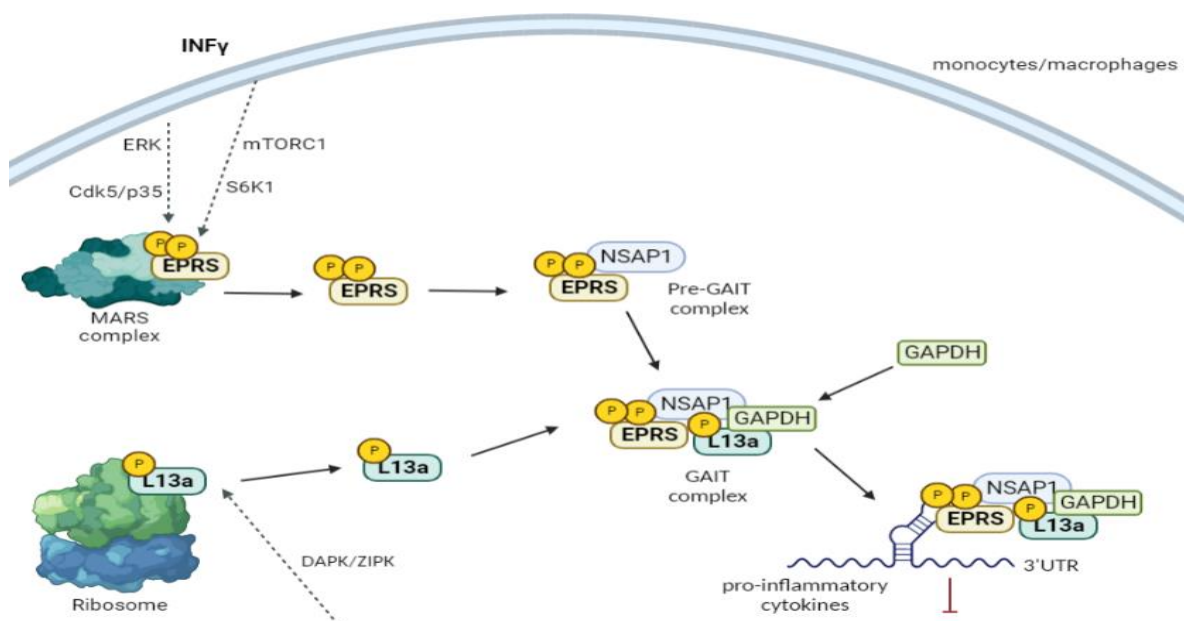 INFγ
monocytes/macrophages
ERK
mTORC1
Cdk5/p35
S6K1
P
P
EPRS
MARS
complex
P
P
EPRS
P
P
NSAP1
EPRS
Pre-GAIT
complex
GAPDH
P
P
NSAP1
P
GAPDH
EPRS
L13a
GAIT
complex
P
L13a
P
L13a
Ribosome
DAPK/ZIPK
P
P
NSAP1
P
GAPDH
EPRS
L13a
3'UTR
pro-inflammatory
cytokines